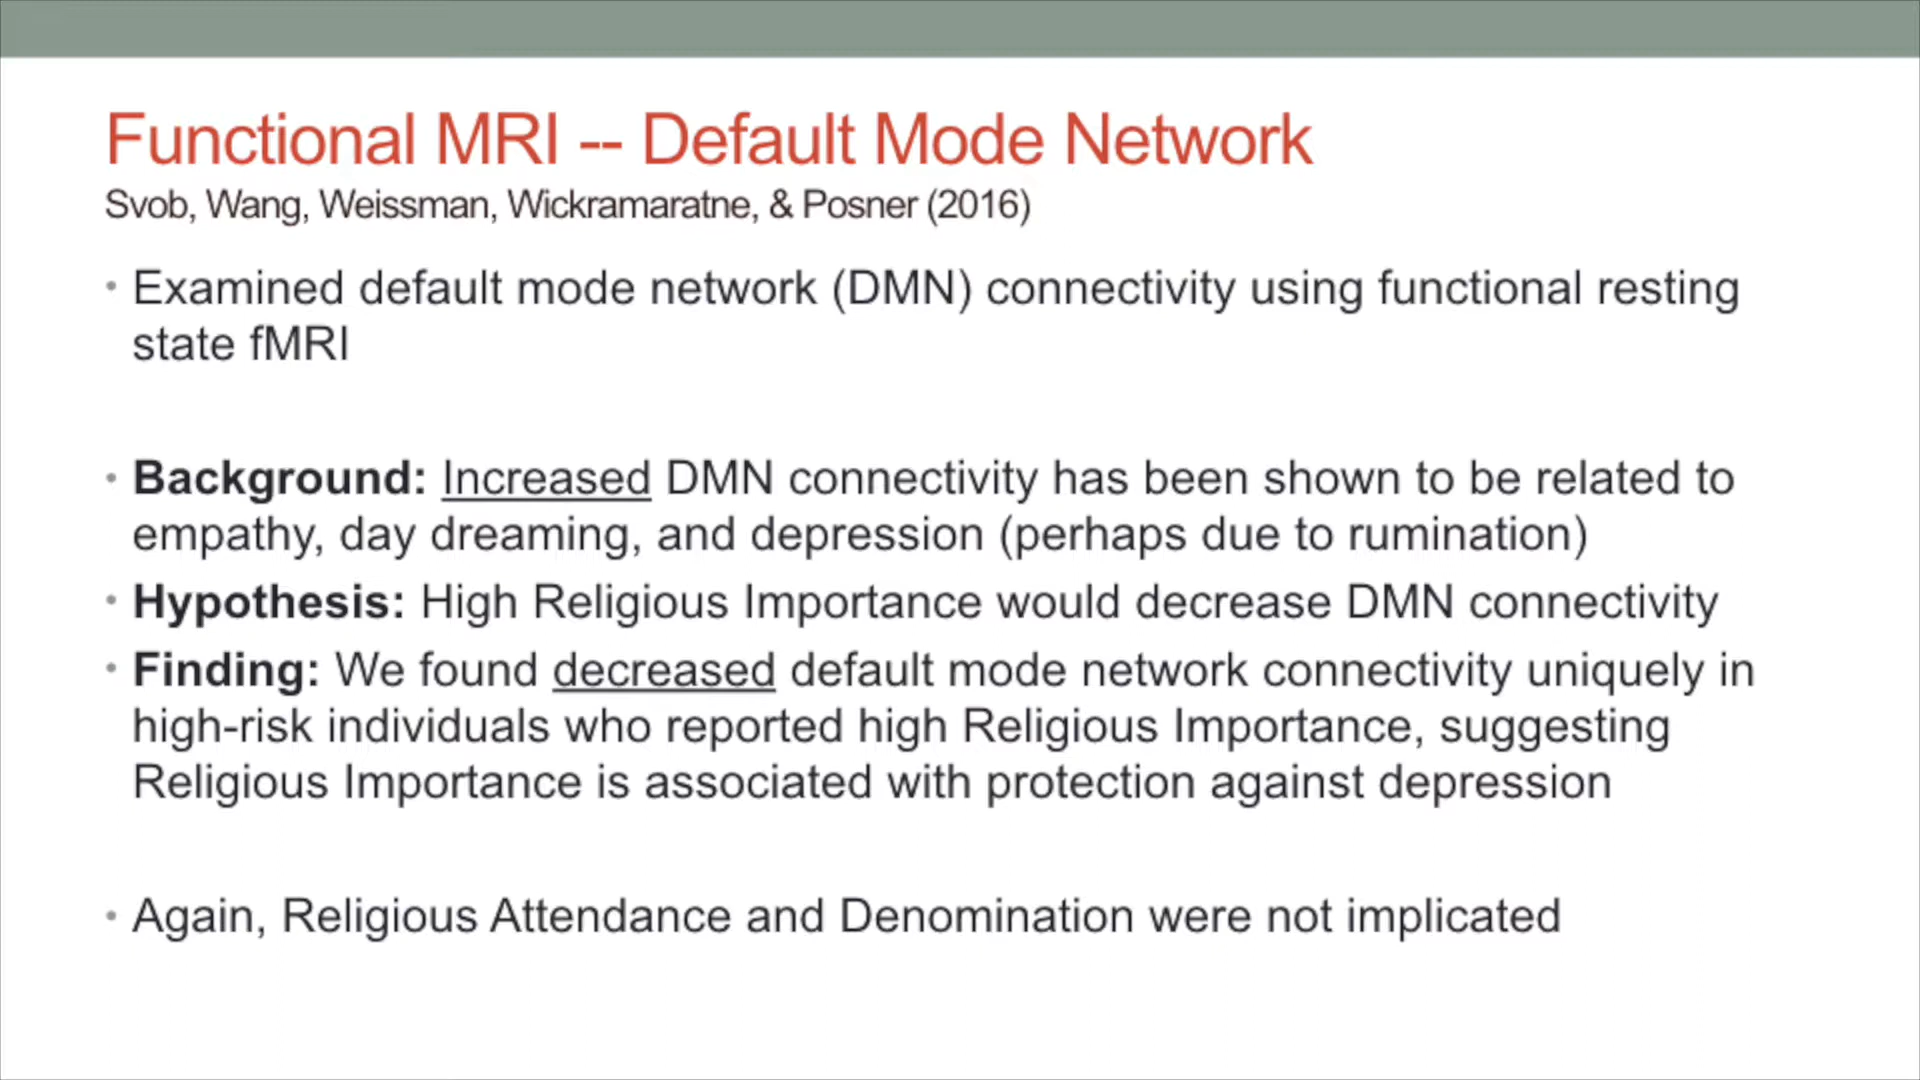 Functional MRI -- Default Mode Network
Svob, Wang, Weissman, Wickramaratne, & Posner (2016)
• Examined default mode network (DMN) connectivity using functional resting
state fMRI
• Background: Increased DMN connectivity has been shown to be related to
empathy, day dreaming, and depression (perhaps due to rumination)
• Hypothesis: High Religious Importance would decrease DMN connectivity
• Finding: We found decreased default mode network connectivity uniquely in
high-risk individuals who reported high Religious Importance, suggesting
Religious Importance is associated with protection against depression
• Again, Religious Attendance and Denomination were not implicated